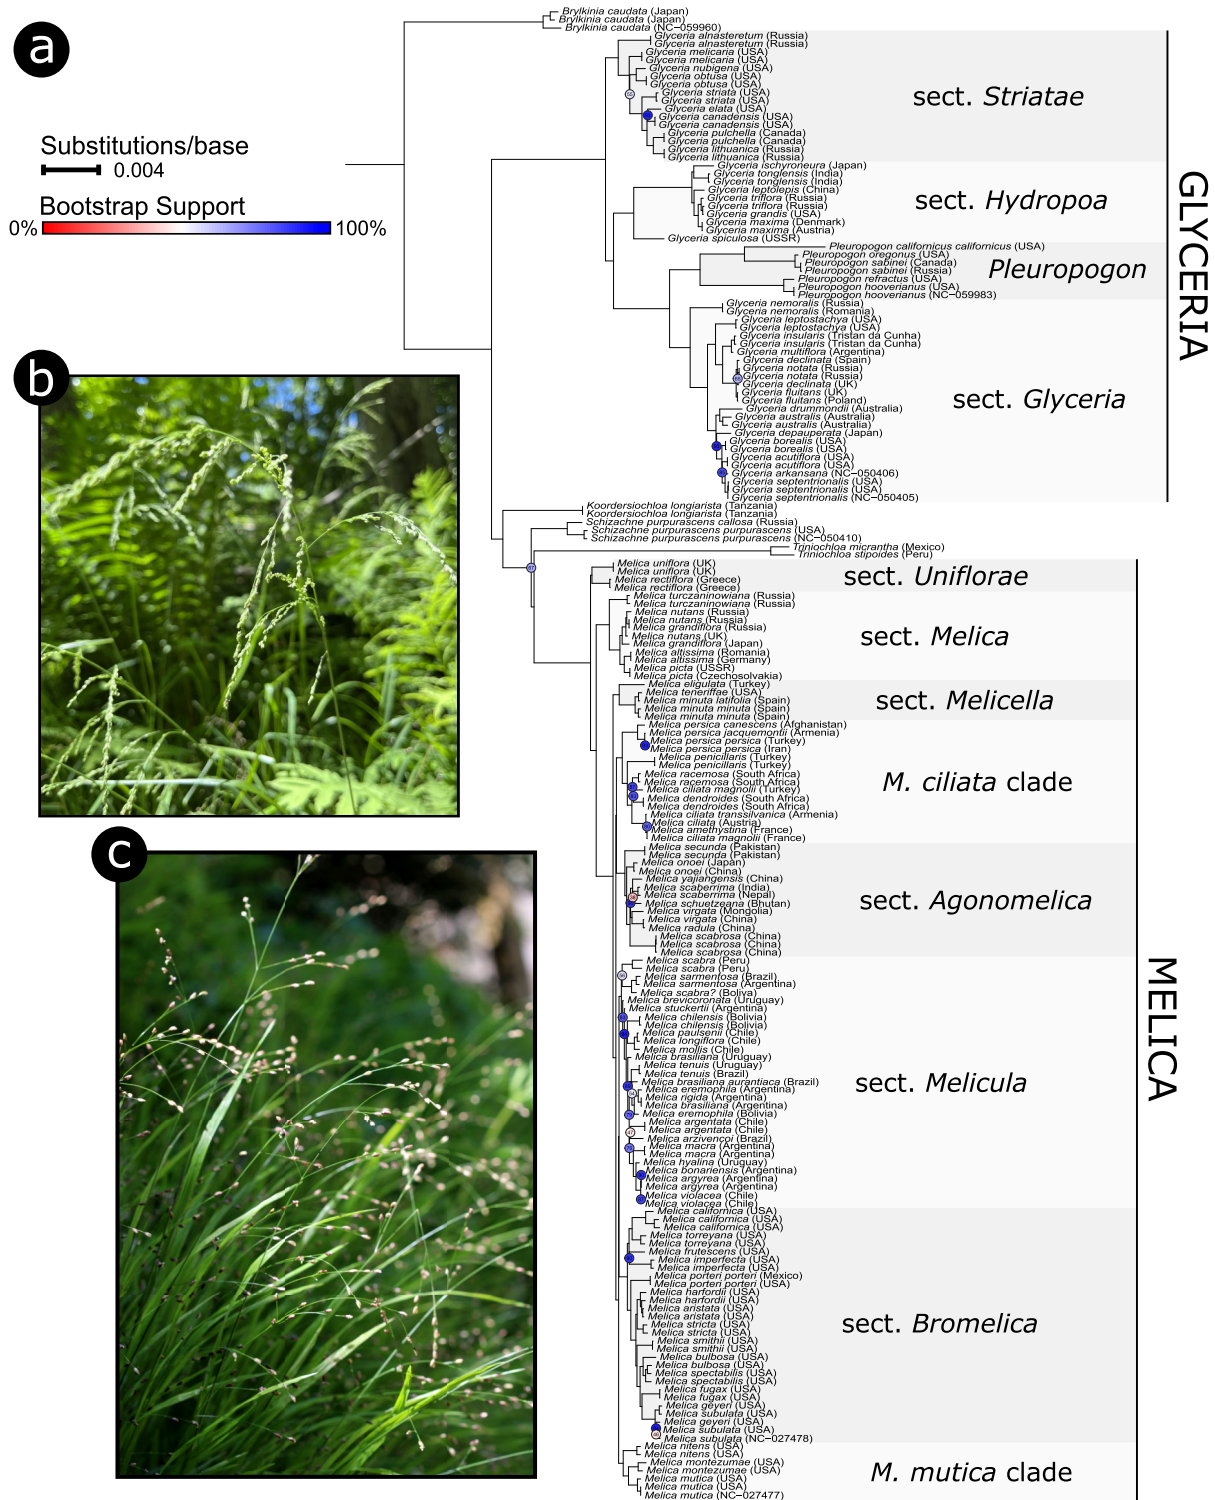 a
Substitutions/base
0.004
Bootstrap Support
0%
100%
b
c
Brylkinia caudata (Japan)
Brylkinia caudata (Japan)
Brylkinia caudata (NC−059960)
Glyceria alnasteretum (Russia)
Glyceria alnasteretum (Russia)
Glyceria melicaria (USA)
Glyceria melicaria (USA)
Glyceria nubigena (USA)
Glyceria obtusa (USA)
Glyceria obtusa (USA)
Glyceria striata (USA)
Glyceria striata (USA)
Glyceria elata (USA)
Glyceria canadensis (USA)
Glyceria canadensis (USA)
Glyceria pulchella (Canada)
Glyceria pulchella (Canada)
Glyceria lithuanica (Russia)
Glyceria lithuanica (Russia)
sect. Striatae
Glyceria ischyroneura (Japan)
Glyceria tonglensis (India)
Glyceria tonglensis (India)
Glyceria leptolepis (China)
Glyceria triflora (Russia)
Glyceria triflora (Russia)
Glyceria grandis (USA)
Glyceria maxima (Denmark)
Glyceria maxima (Austria)
Glyceria spiculosa (USSR)
sect. Hydropoa
Pleuropogon californicus californicus (USA)
Pleuropogon oregonus (USA)
Pleuropogon sabinei (Canada)
Pleuropogon sabinei (Russia)
Pleuropogon refractus (USA)
Pleuropogon hooverianus (USA)
Pleuropogon hooverianus (NC−059983)
Pleuropogon
Glyceria nemoralis (Russia)
Glyceria nemoralis (Romania)
Glyceria leptostachya (USA)
Glyceria leptostachya (USA)
Glyceria insularis (Tristan da Cunha)
Glyceria insularis (Tristan da Cunha)
Glyceria multiflora (Argentina)
Glyceria declinata (Spain)
Glyceria notata (Russia)
Glyceria notata (Russia)
Glyceria declinata (UK)
Glyceria fluitans (UK)
Glyceria fluitans (Poland)
Glyceria drummondii (Australia)
Glyceria australis (Australia)
Glyceria australis (Australia)
Glyceria depauperata (Japan)
Glyceria borealis (USA)
Glyceria borealis (USA)
Glyceria acutiflora (USA)
Glyceria acutiflora (USA)
Glyceria arkansana (NC−050406)
Glyceria septentrionalis (USA)
Glyceria septentrionalis (USA)
Glyceria septentrionalis (NC−050405)
sect. Glyceria
GLYCERIA
Koordersiochloa longiarista (Tanzania)
Koordersiochloa longiarista (Tanzania)
Schizachne purpurascens callosa (Russia)
Schizachne purpurascens purpurascens (USA)
Schizachne purpurascens purpurascens (NC−050410)
Triniochloa micrantha (Mexico)
Triniochloa stipoides (Peru)
Melica uniflora (UK)
Melica uniflora (UK)
Melica rectiflora (Greece)
Melica rectiflora (Greece)
sect. Uniflorae
Melica turczaninowiana (Russia)
Melica turczaninowiana (Russia)
Melica nutans (Russia)
Melica nutans (Russia)
Melica grandiflora (Russia)
Melica nutans (UK)
Melica grandiflora (Japan)
Melica altissima (Romania)
Melica altissima (Germany)
Melica picta (USSR)
Melica picta (Czechosolvakia)
sect. Melica
Melica eligulata (Turkey)
Melica teneriffae (USA)
Melica minuta latifolia (Spain)
Melica minuta minuta (Spain)
Melica minuta minuta (Spain)
sect. Melicella
Melica persica canescens (Afghanistan)
Melica persica jacquemontii (Armenia)
Melica persica persica (Turkey)
Melica persica persica (Iran)
Melica penicillaris (Turkey)
Melica penicillaris (Turkey)
Melica racemosa (South Africa)
Melica racemosa (South Africa)
Melica ciliata magnolii (Turkey)
Melica dendroides (South Africa)
Melica dendroides (South Africa)
Melica ciliata transsilvanica (Armenia)
Melica ciliata (Austria)
Melica amethystina (France)
Melica ciliata magnolii (France)
M. ciliata clade
Melica secunda (Pakistan)
Melica secunda (Pakistan)
Melica onoei (Japan)
Melica onoei (China)
Melica yajiangensis (China)
Melica scaberrima (India)
Melica scaberrima (Nepal)
Melica schuetzeana (Bhutan)
Melica virgata (Mongolia)
Melica virgata (China)
Melica radula (China)
Melica scabrosa (China)
Melica scabrosa (China)
Melica scabrosa (China)
sect. Agonomelica
Melica scabra (Peru)
Melica scabra (Peru)
Melica sarmentosa (Brazil)
Melica sarmentosa (Argentina)
Melica scabra? (Boliva)
Melica brevicoronata (Uruguay)
Melica stuckertii (Argentina)
Melica chilensis (Bolivia)
Melica chilensis (Bolivia)
Melica paulsenii (Chile)
Melica longiflora (Chile)
Melica mollis (Chile)
Melica brasiliana (Uruguay)
Melica tenuis (Uruguay)
Melica tenuis (Brazil)
Melica brasiliana aurantiaca (Brazil)
Melica eremophila (Argentina)
Melica rigida (Argentina)
Melica brasiliana (Argentina)
Melica eremophila (Bolivia)
Melica argentata (Chile)
Melica argentata (Chile)
Melica arzivencoi (Brazil)
Melica macra (Argentina)
Melica macra (Argentina)
Melica hyalina (Uruguay)
Melica bonariensis (Argentina)
Melica argyrea (Argentina)
Melica argyrea (Argentina)
Melica violacea (Chile)
Melica violacea (Chile)
sect. Melicula
Melica californica (USA)
Melica californica (USA)
Melica californica (USA)
Melica torreyana (USA)
Melica torreyana (USA)
Melica frutescens (USA)
Melica imperfecta (USA)
Melica imperfecta (USA)
Melica porteri porteri (Mexico)
Melica porteri porteri (USA)
Melica harfordii (USA)
Melica harfordii (USA)
Melica aristata (USA)
Melica aristata (USA)
Melica stricta (USA)
Melica stricta (USA)
Melica smithii (USA)
Melica smithii (USA)
Melica bulbosa (USA)
Melica bulbosa (USA)
Melica spectabilis (USA)
Melica spectabilis (USA)
Melica fugax (USA)
Melica fugax (USA)
Melica geyeri (USA)
Melica subulata (USA)
Melica geyeri (USA)
Melica subulata (USA)
Melica subulata (NC−027478)
sect. Bromelica
Melica nitens (USA)
Melica nitens (USA)
Melica montezumae (USA)
Melica montezumae (USA)
Melica mutica (USA)
Melica mutica (USA)
Melica mutica (NC−027477)
M. mutica clade
MELICA